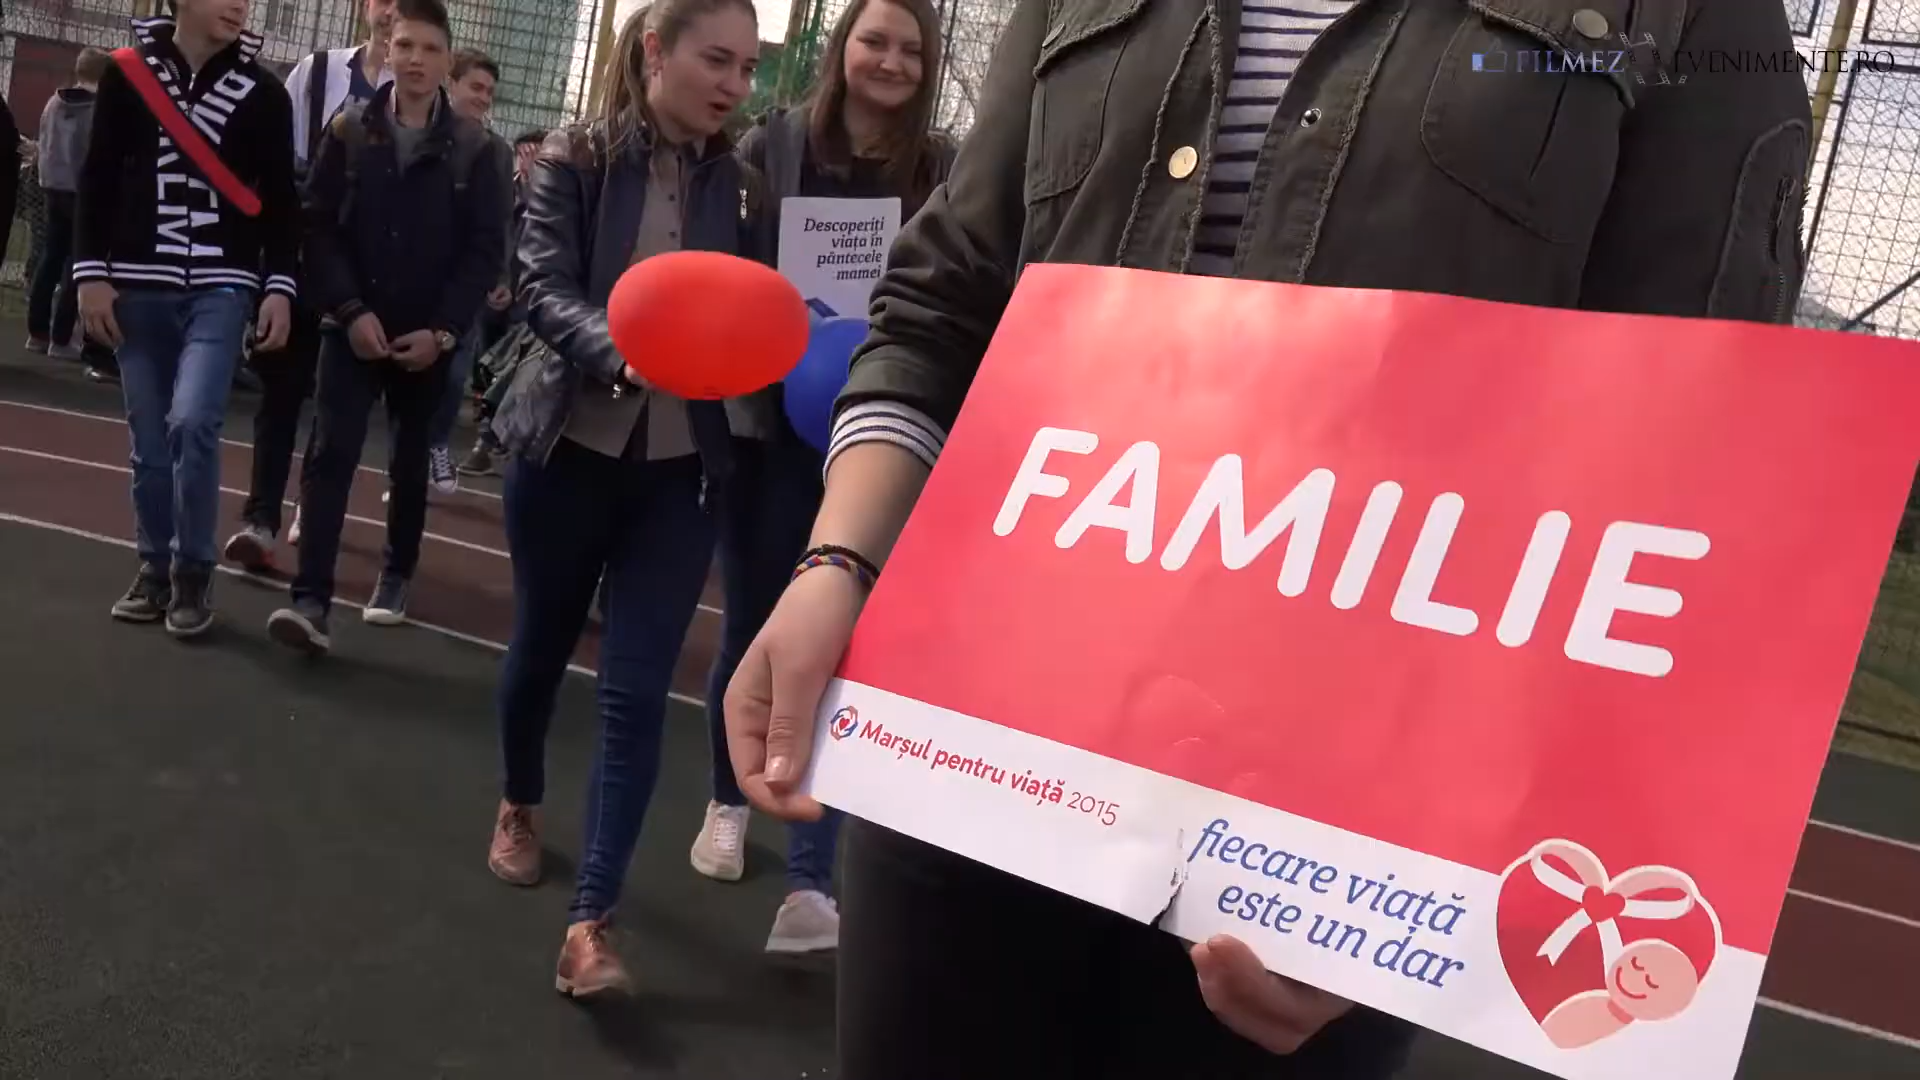 FILMEZ EVENIMENTE.RO
Descoperiți
viața în
pântecele
mamei
FAMILIE
Marșul pentru viață 2015
fiecare viață
este un dar